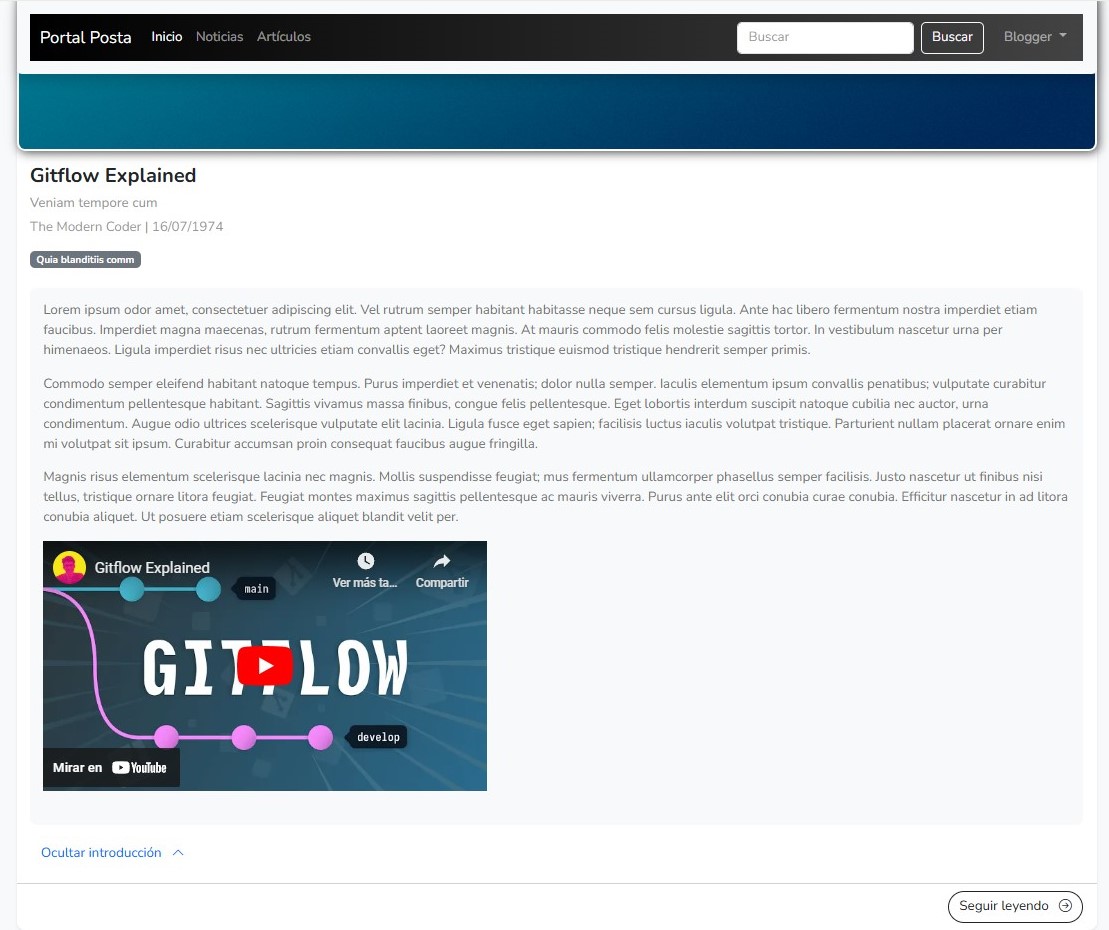 Portal Posta Inicio Noticias Artículos Buscar Buscar Blogger
Gitflow Explained
Veniam tempore cum
The Modern Coder | 16/07/1974
Quia blanditiis comm
Lorem ipsum odor amet, consectetuer adipiscing elit. Vel rutrum semper habitant habitasse neque sem cursus ligula. Ante hac libero fermentum nostra imperdiet etiam
faucibus. Imperdiet magna maecenas, rutrum fermentum aptent laoreet magnis. At mauris commodo felis molestie sagittis tortor. In vestibulum nascetur urna per
himenaeos. Ligula imperdiet risus nec ultricies etiam convallis eget? Maximus tristique euismod tristique hendrerit semper primis.
Commodo semper eleifend habitant natoque tempus. Purus imperdiet et venenatis; dolor nulla semper. Iaculis elementum ipsum convallis penatibus; vulputate curabitur
condimentum pellentesque habitant. Sagittis vivamus massa finibus, congue felis pellentesque. Eget lobortis interdum suscipit natoque cubilia nec auctor, urna
condimentum. Augue odio ultrices scelerisque vulputate elit lacinia. Ligula fusce eget sapien; facilisis luctus iaculis volutpat tristique. Parturient nullam placerat ornare enim
mi volutpat sit ipsum. Curabitur accumsan proin consequat faucibus augue fringilla.
Magnis risus elementum scelerisque lacinia nec magnis. Mollis suspendisse feugiat; mus fermentum ullamcorper phasellus semper facilisis. Justo nascetur ut finibus nisi
tellus, tristique ornare litora feugiat. Feugiat montes maximus sagittis pellentesque ac mauris viverra. Purus ante elit orci conubia curae conubia. Efficitur nascetur in ad litora
conubia aliquet. Ut posuere etiam scelerisque aliquet blandit velit per.
Gitflow Explained
Ver más ta... Compartir
main
GITFLOW
develop
Mirar en YouTube
Ocultar introducción
Seguir leyendo